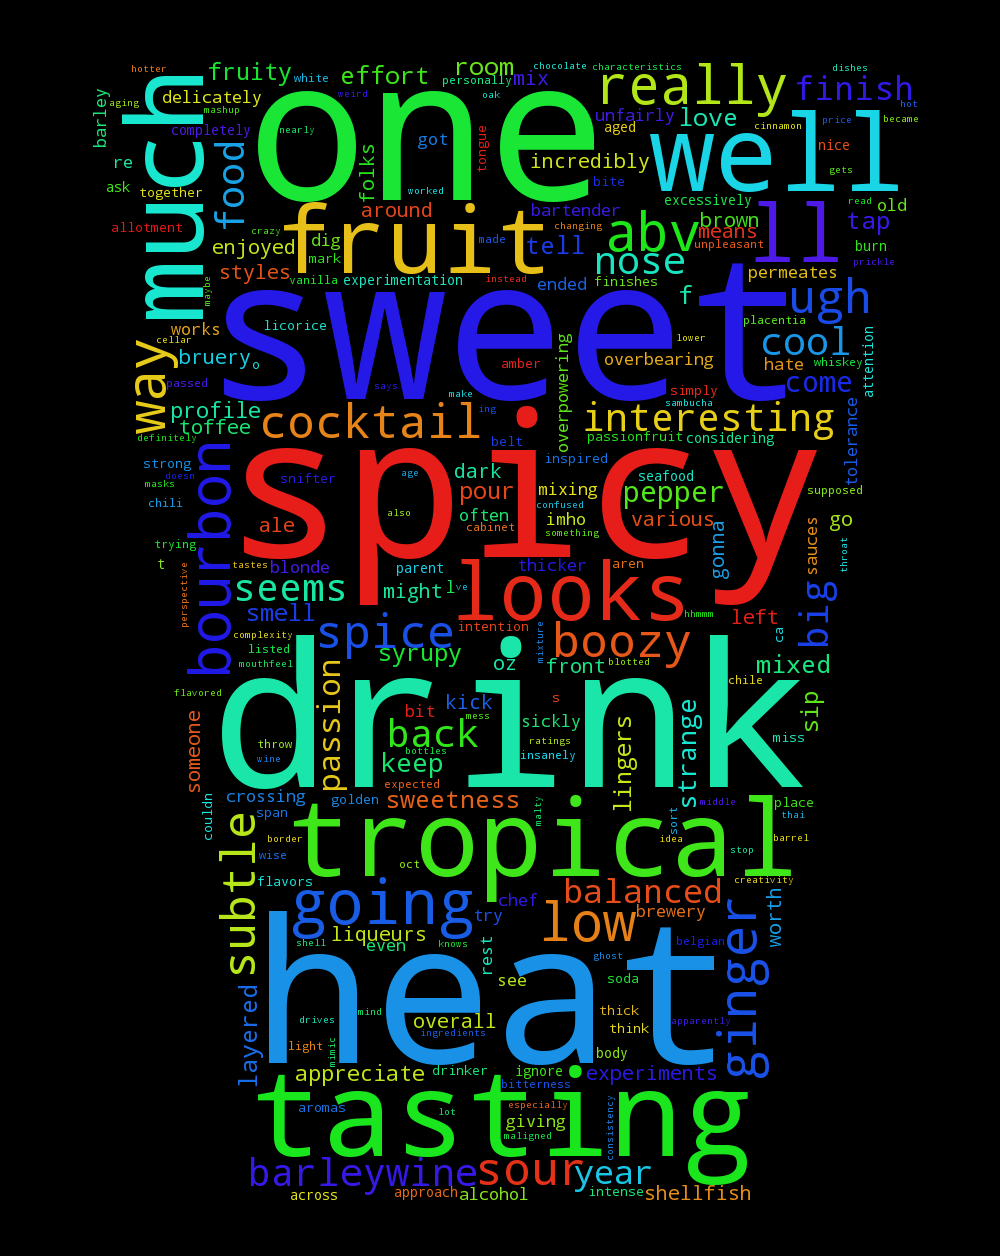 hotter
chocolate
characteristics
dishes
fruity
white
effort
room
personally
mix
really
finish
aging
mashup
delicately
weird
oak
one
unfairly
love
hot
barley
much
completely
nearly
folks
got
tongue
aged
cinnamon
price
became
well
nice
re
food
incredibly
gets
ask
together
worked
bite
excessively
read
old
allotment
crazy
around
bartender
brown
means
tap
enjoyed
dig
mark
fruit
made
changing
tell
abv
unpleasant
ll
burn
prickle
styles
vanilla
experimentation
instead
ended
nose
finishes
permeates
maybe
sweet
f
ugh
works
licorice
placentia
cellar
way
bruery
o
amber
overpowering
overbearing
lower
cool
hate
whiskey
attention
passed
says
make
simply
come
profile
toffee
cocktail
ing
sambucha
interesting
definitely
belt
passionfruit
considering
tolerance
strong
doesn
bourbon
spicy
dark
age
inspired
seafood
masks
snifter
pour
mixing
pepper
supposed
chili
ale
also
often
cabinet
confused
imho
something
various
go
trying
gonna
sauces
throat
t
tastes
blonde
parent
thicker
aren
perspective
seems
might
l
ve
looks
hhmmm
left
big
smell
spice
intention
mixture
boozy
ca
complexity
listed
mouthfeel
syrupy
oz
front
blotted
mixed
flavored
passion
drink
chile
someone
bit
kick
mess
s
sickly
lingers
strange
sip
throw
wine
back
bottles
ratings
insanely
miss
keep
expected
crossing
golden
sweetness
malty
middle
place
couldn
span
sort
thai
subtle
border
tropical
idea
barrel
wise
oct
stop
flavors
going
chef
balanced
creativity
try
low
brewery
ginger
worth
shell
liqueurs
even
knows
rest
belgian
heat
see
ghost
soda
layered
mind
drives
overall
ingredients
thick
think
apparently
light
mimic
body
appreciate
drinker
ignore
experiments
bitterness
tasting
aromas
lot
especially
giving
maligned
consistency
barleywine
sour
year
across
approach
alcohol
intense
shellfish